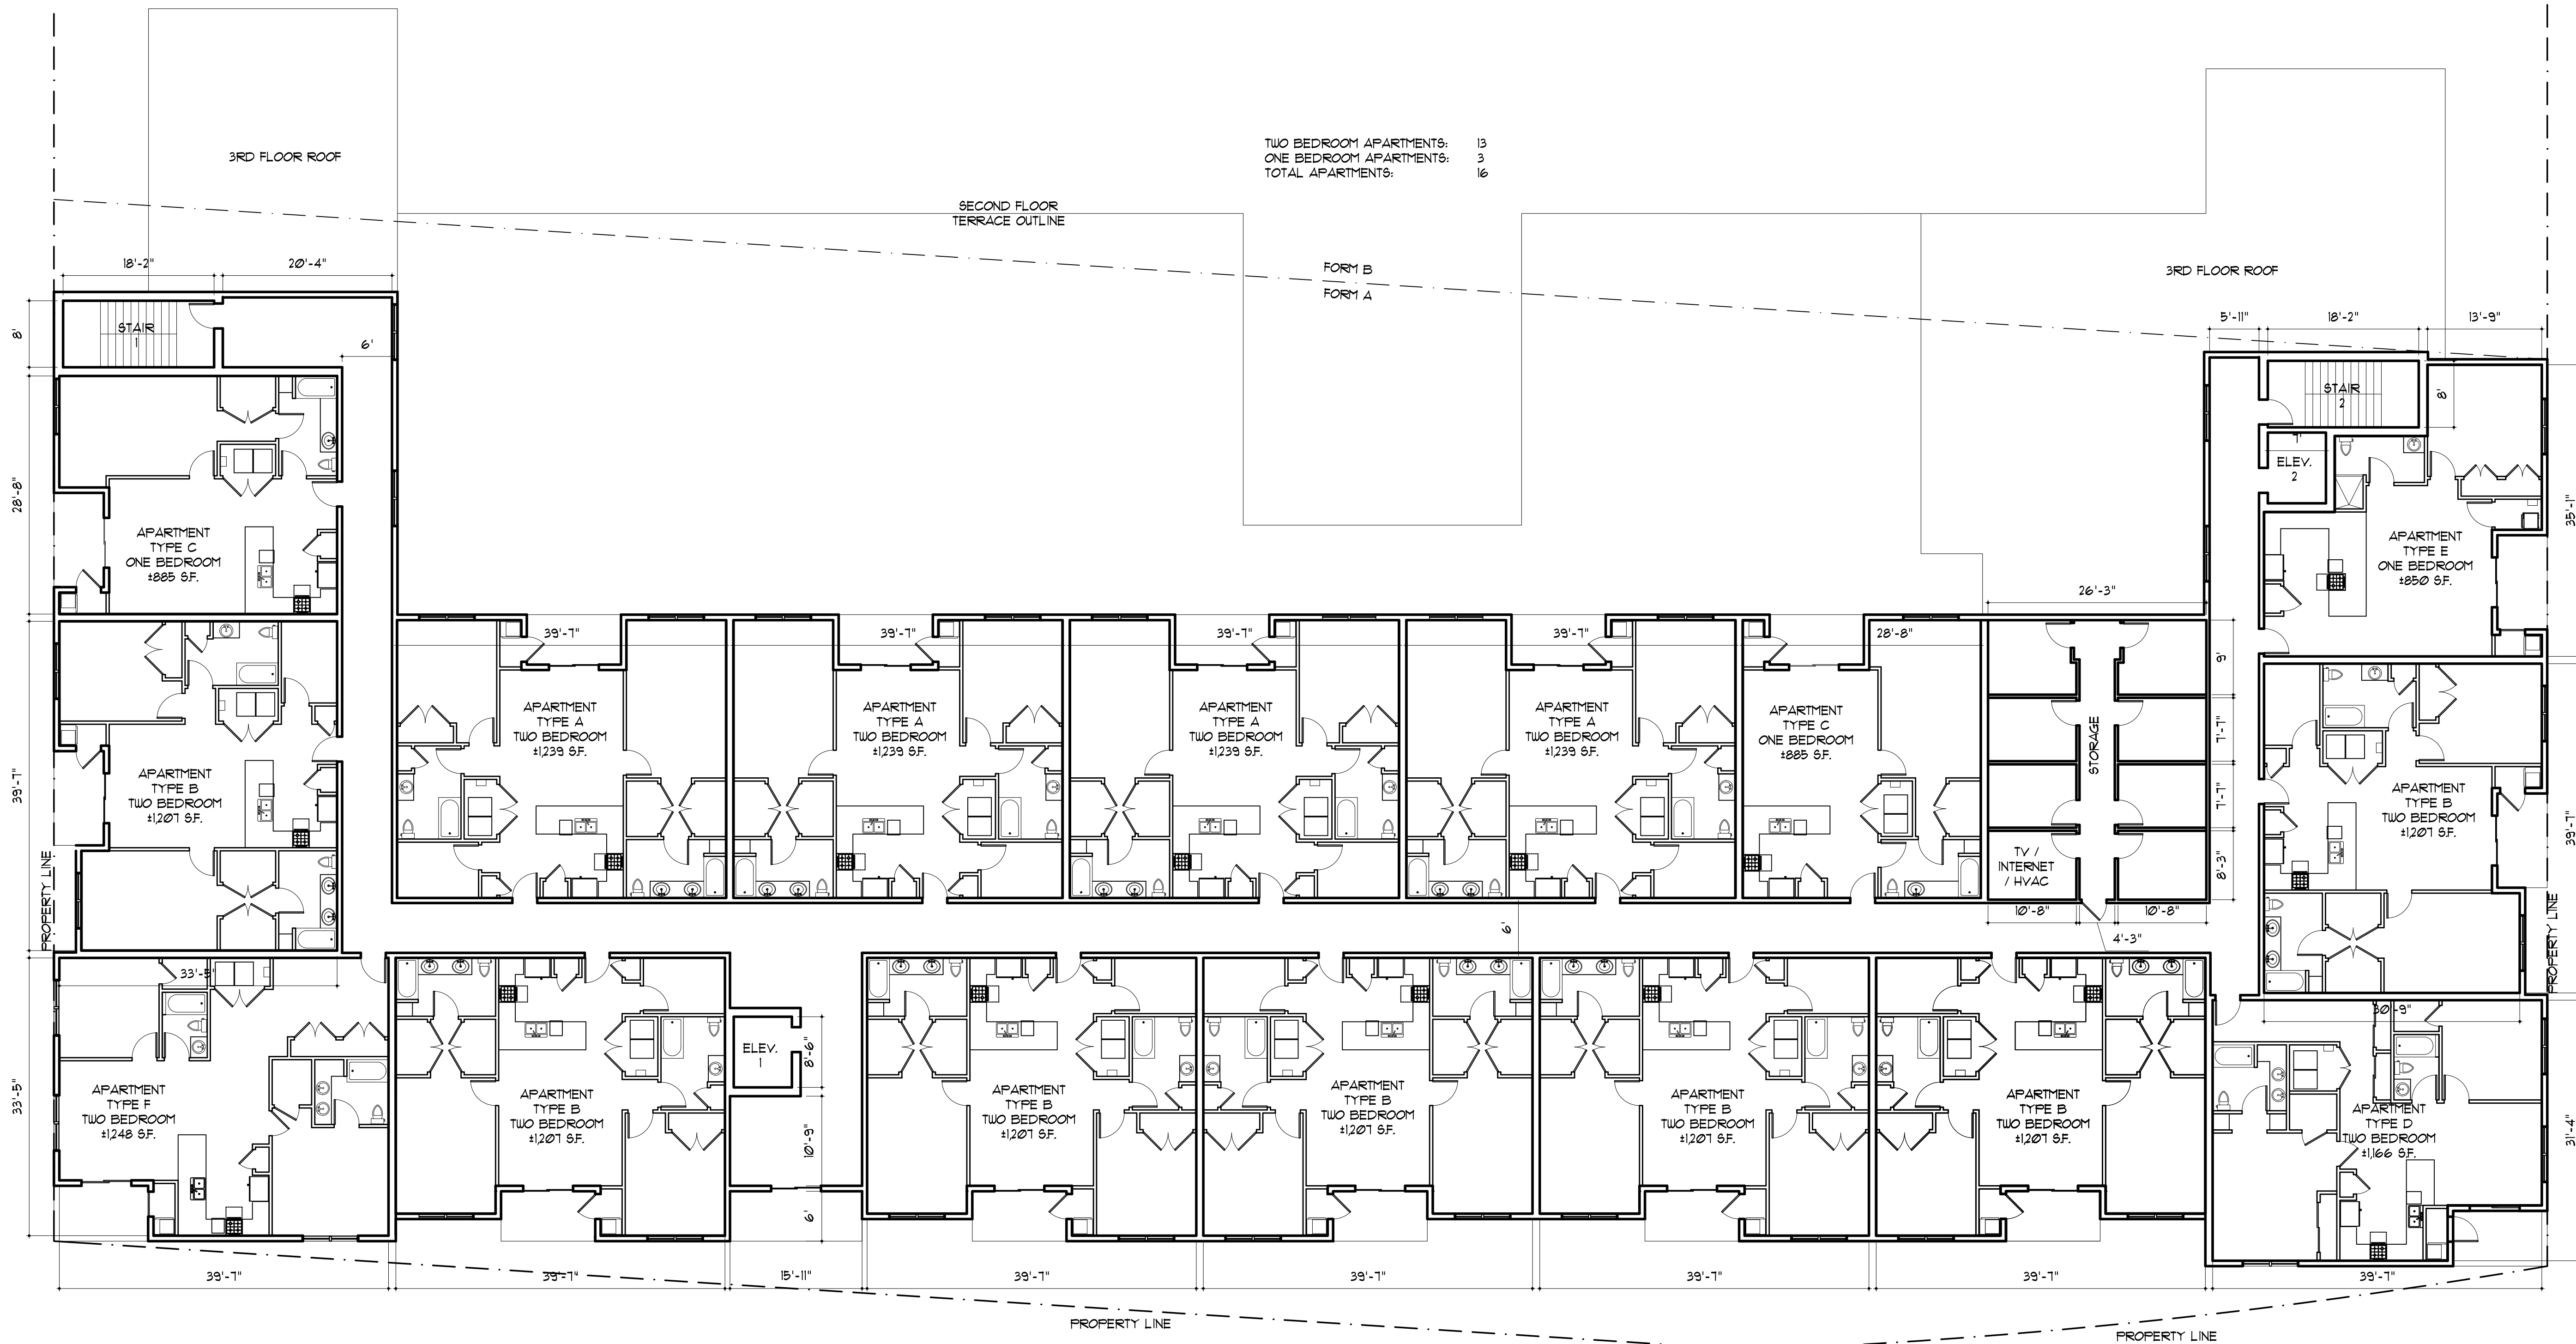 TWO BEDROOM APARTMENTS: 13
ONE BEDROOM APARTMENTS: 3
TOTAL APARTMENTS: 16
3RD FLOOR ROOF
SECOND FLOOR
TERRACE OUTLINE
FORM B
FORM A
3RD FLOOR ROOF
18'-2"
20'-4"
8'
STAIR
1
6'
5'-11"
18'-2"
13'-9"
STAIR
2
8'
7'
ELEV.
2
28'-8"
APARTMENT
TYPE C
ONE BEDROOM
±885 S.F.
35'-1"
APARTMENT
TYPE E
ONE BEDROOM
±850 S.F.
26'-3"
39'-7"
39'-7"
39'-7"
39'-7"
28'-8"
9'
39'-7"
APARTMENT
TYPE B
TWO BEDROOM
±1,207 S.F.
APARTMENT
TYPE A
TWO BEDROOM
±1,239 S.F.
APARTMENT
TYPE A
TWO BEDROOM
±1,239 S.F.
APARTMENT
TYPE A
TWO BEDROOM
±1,239 S.F.
APARTMENT
TYPE A
TWO BEDROOM
±1,239 S.F.
APARTMENT
TYPE C
ONE BEDROOM
±885 S.F.
STORAGE
7'-7"
7'-7"
8'-3"
TV /
INTERNET
/ HVAC
10'-8"
10'-8"
4'-3"
APARTMENT
TYPE B
TWO BEDROOM
±1,207 S.F.
39'-7"
PROPERTY LINE
PROPERTY LINE
6'
33'-5"
30'-9"
33'-5"
APARTMENT
TYPE F
TWO BEDROOM
±1,248 S.F.
APARTMENT
TYPE B
TWO BEDROOM
±1,207 S.F.
ELEV.
1
8'-6"
10'-9"
6'
APARTMENT
TYPE B
TWO BEDROOM
±1,207 S.F.
APARTMENT
TYPE B
TWO BEDROOM
±1,207 S.F.
APARTMENT
TYPE B
TWO BEDROOM
±1,207 S.F.
APARTMENT
TYPE B
TWO BEDROOM
±1,207 S.F.
APARTMENT
TYPE D
TWO BEDROOM
±1,166 S.F.
31'-4"
39'-7"
39'-7"
15'-11"
39'-7"
39'-7"
39'-7"
39'-7"
39'-7"
PROPERTY LINE
PROPERTY LINE